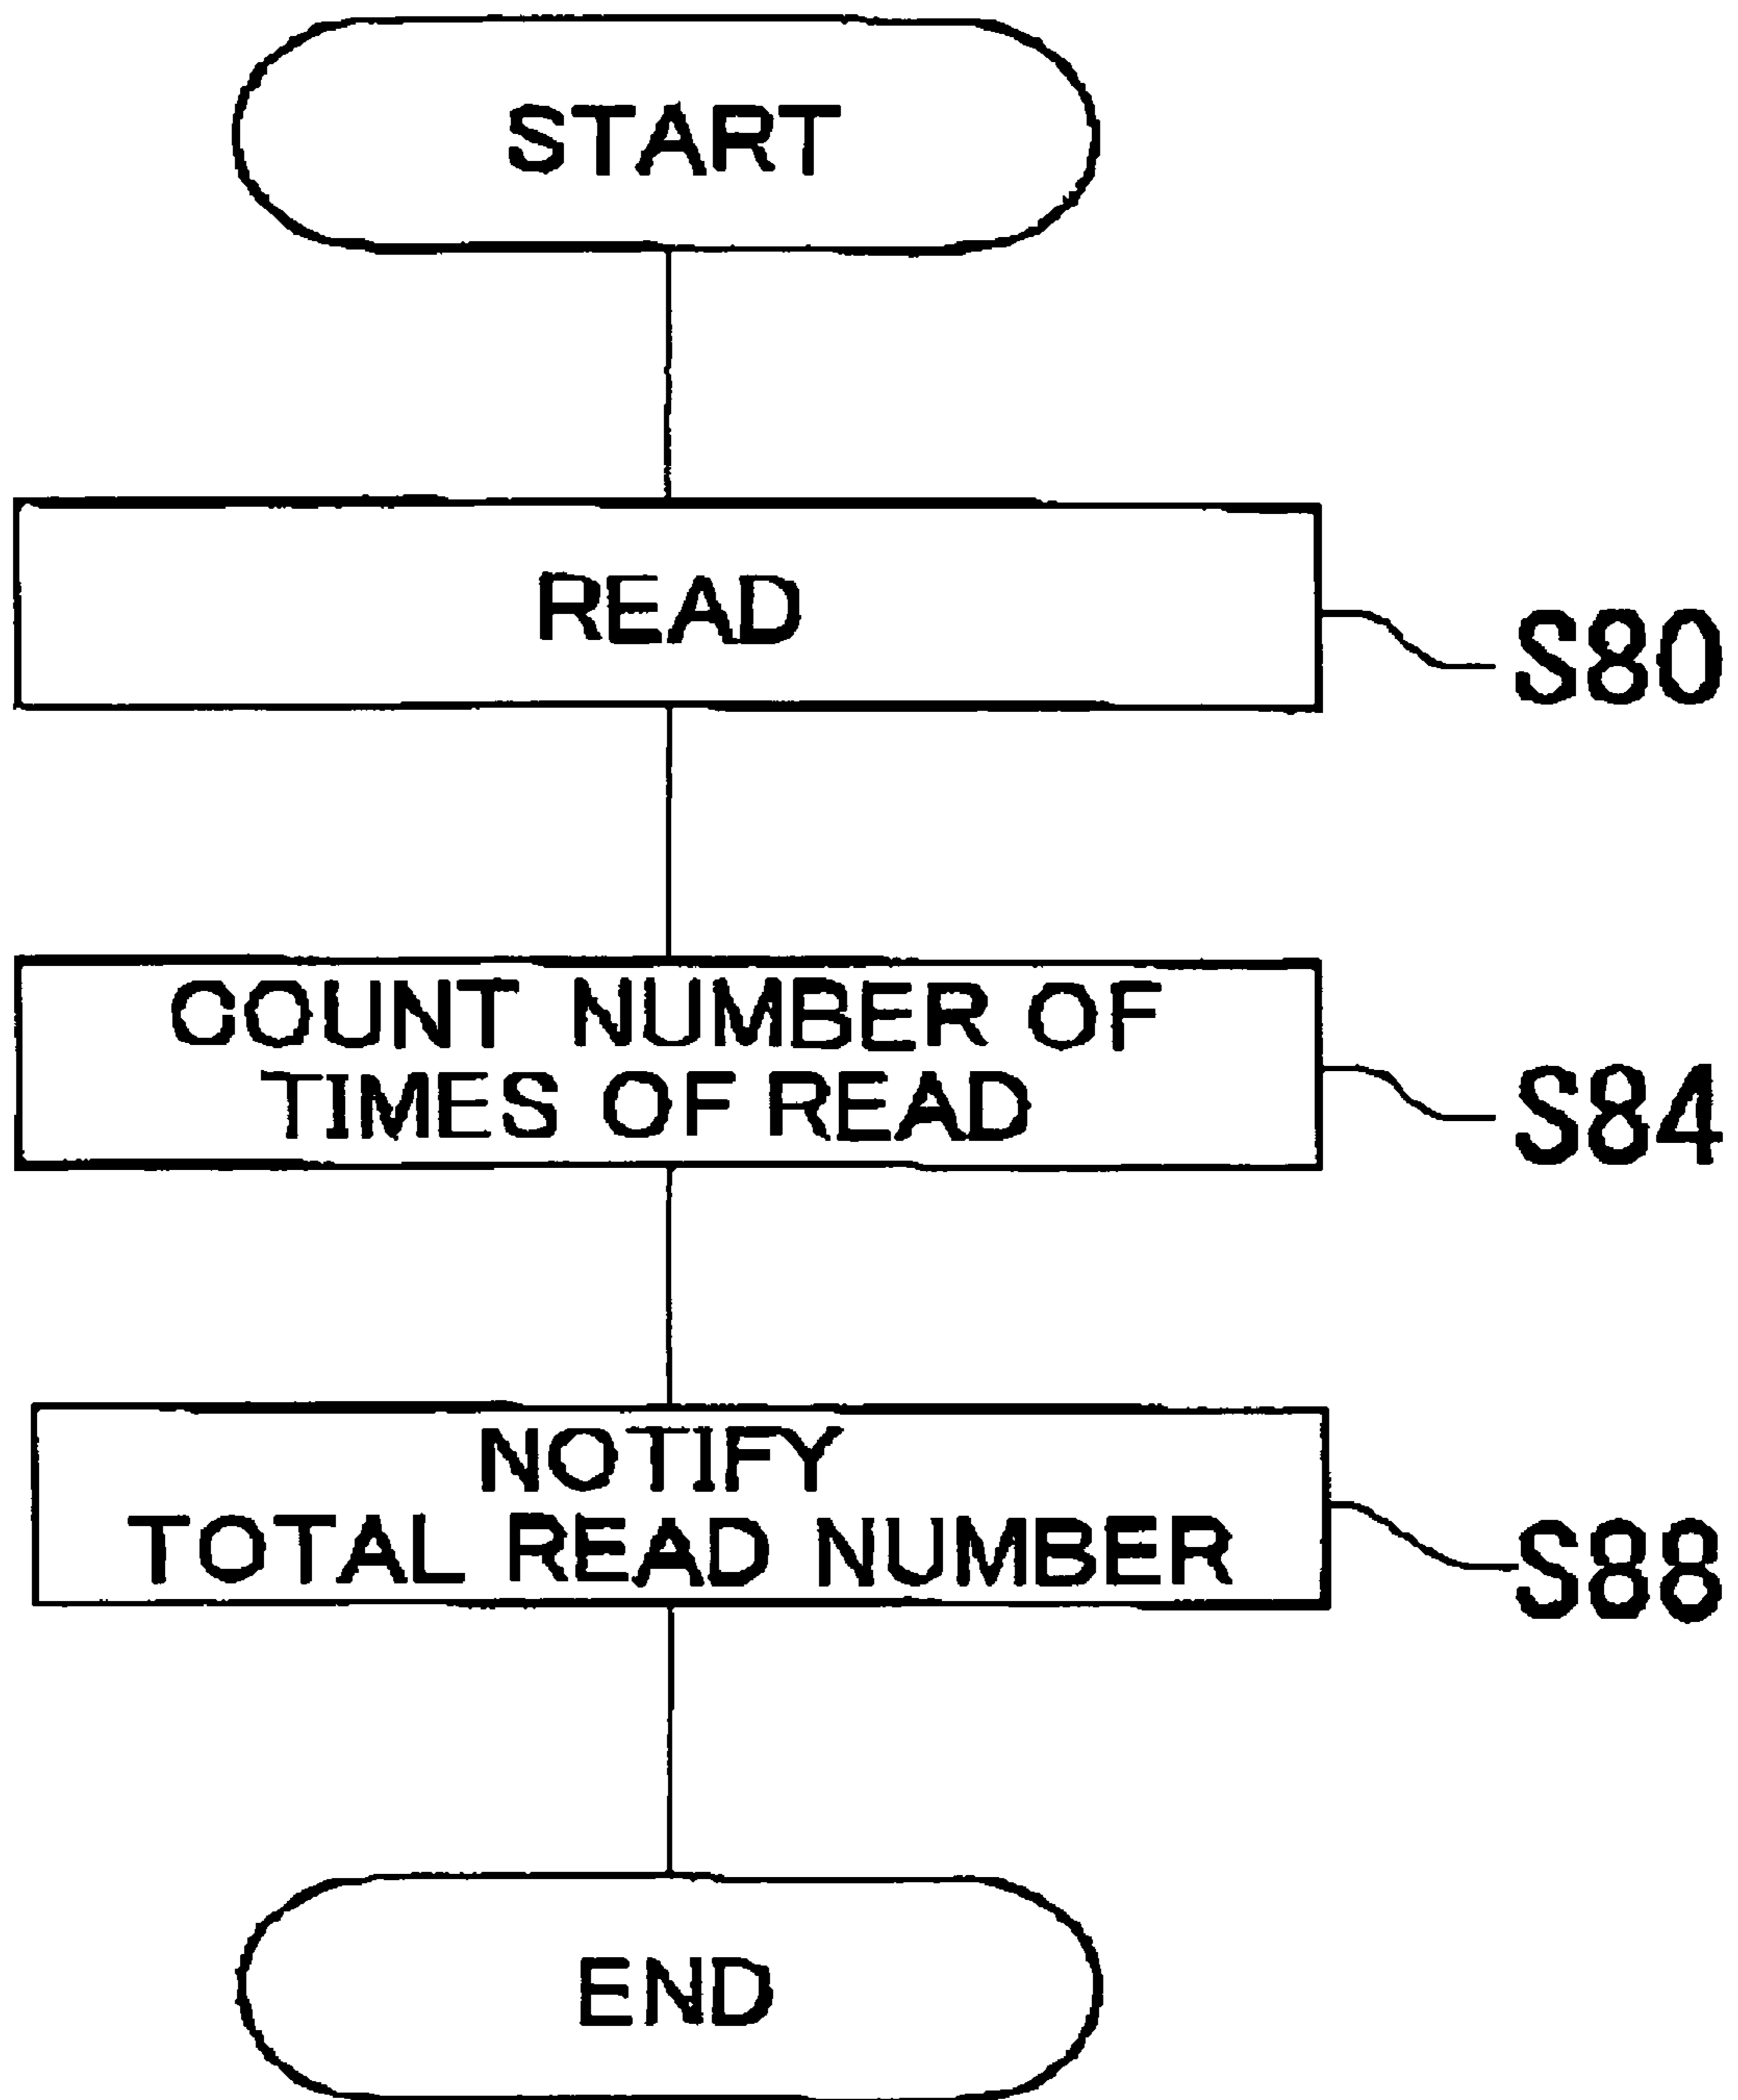 START
READ
S80
COUNT NUMBER OF
TIMES OF READ
S84
NOTIFY
TOTAL READ NUMBER
S88
END